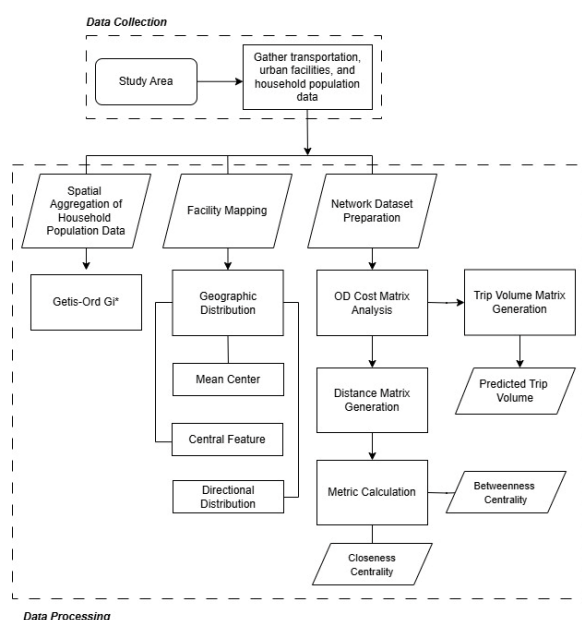 Data Collection
Study Area
Gather transportation,
urban facilities, and
household population
data
Spatial
Aggregation of
Household
Population Data
Facility Mapping
Network Dataset
Preparation
Getis-Ord Gi*
Geographic
Distribution
OD Cost Matrix
Analysis
Trip Volume Matrix
Generation
Mean Center
Distance Matrix
Generation
Predicted Trip
Volume
Central Feature
Directional
Distribution
Metric Calculation
Betweenness
Centrality
Closeness
Centrality
Data Processing